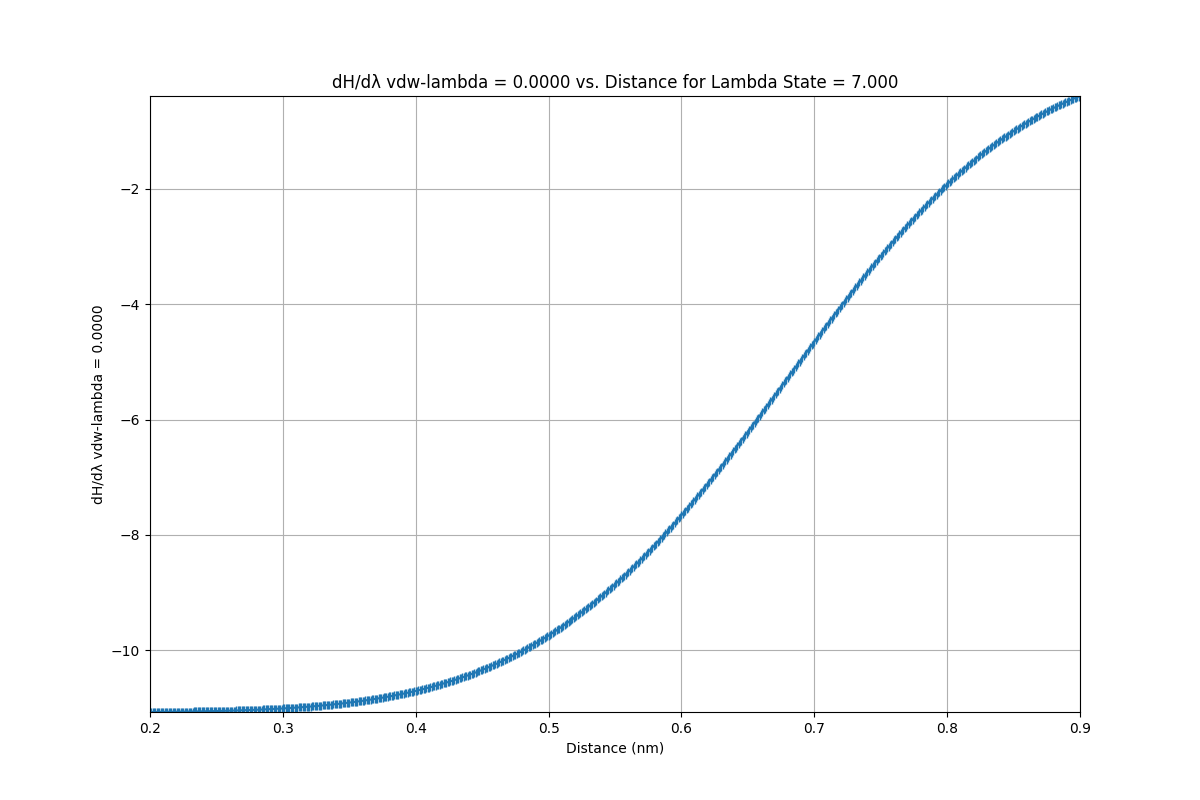 dH/dλ vdw-lambda = 0.0000 vs. Distance for Lambda State = 7.000
dH/dλ vdw-lambda = 0.0000
−2
−4
−6
−8
−10
0.2 0.3 0.4 0.5 0.6 0.7 0.8 0.9
Distance (nm)